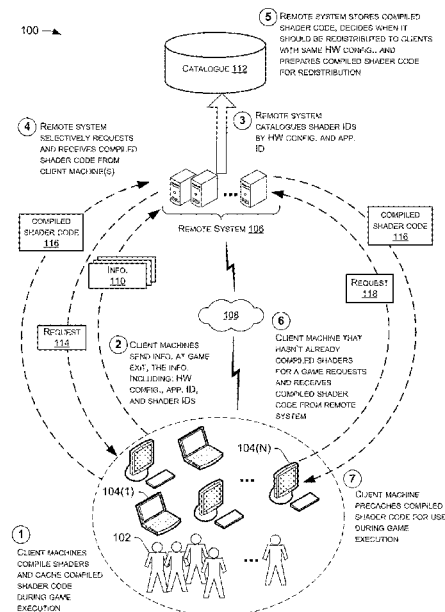 100
5 REMOTE SYSTEM STORES COMPILED
SHADER CODE, DECIDES WHEN IT
SHOULD BE REDISTRIBUTED TO CLIENTS
WITH SAME HW CONFIG., AND
PREPARES COMPILED SHADER CODE
FOR REDISTRIBUTION
CATALOGUE 112
4 REMOTE SYSTEM
SELECTIVELY REQUESTS
AND RECEIVES COMPILED
SHADER CODE FROM
CLIENT MACHINE(S)
3 REMOTE SYSTEM
CATALOGUES SHADER IDS
BY HW CONFIG. AND APP.
ID
COMPILED
SHADER CODE
116
INFO.
110
REMOTE SYSTEM 106
COMPILED
SHADER CODE
116
REQUEST
118
REQUEST
114
108
2 CLIENT MACHINES
SEND INFO. AT GAME
EXIT, THE INFO.
INCLUDING: HW
CONFIG., APP. ID,
AND SHADER IDS
6 CLIENT MACHINE THAT
HASN'T ALREADY
COMPILED SHADERS
FOR A GAME REQUESTS
AND RECEIVES
COMPILED SHADER
CODE FROM REMOTE
SYSTEM
104(N)
104(1)
7 CLIENT MACHINE
PRECACHES COMPILED
SHADER CODE FOR USE
DURING GAME
EXECUTION
102
1 CLIENT MACHINES
COMPILE SHADERS
AND CACHE COMPILED
SHADER CODE
DURING GAME
EXECUTION